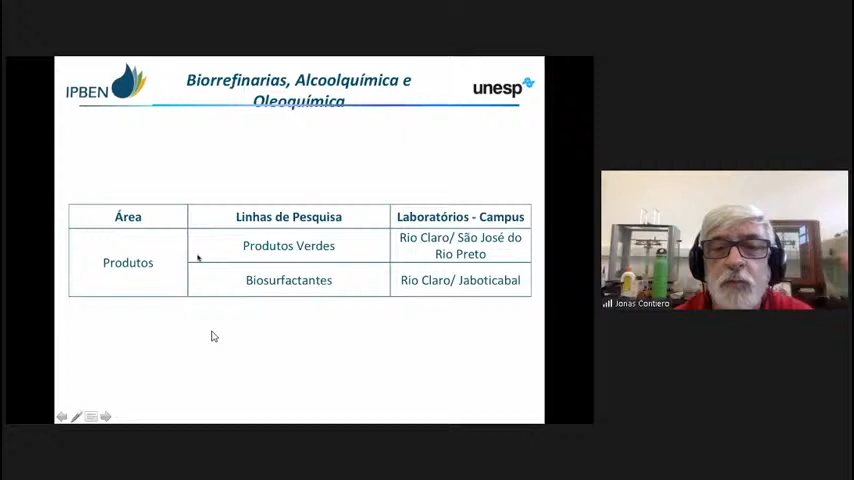 IPBEN
Biorrefinarias, Alcoolquímica e
Oleoquímica
unesp
Área
Linhas de Pesquisa
Laboratórios - Campus
Produtos
Produtos Verdes
Rio Claro/ São José do
Rio Preto
Biosurfactantes
Rio Claro/ Jaboticabal
Jonas Contiero